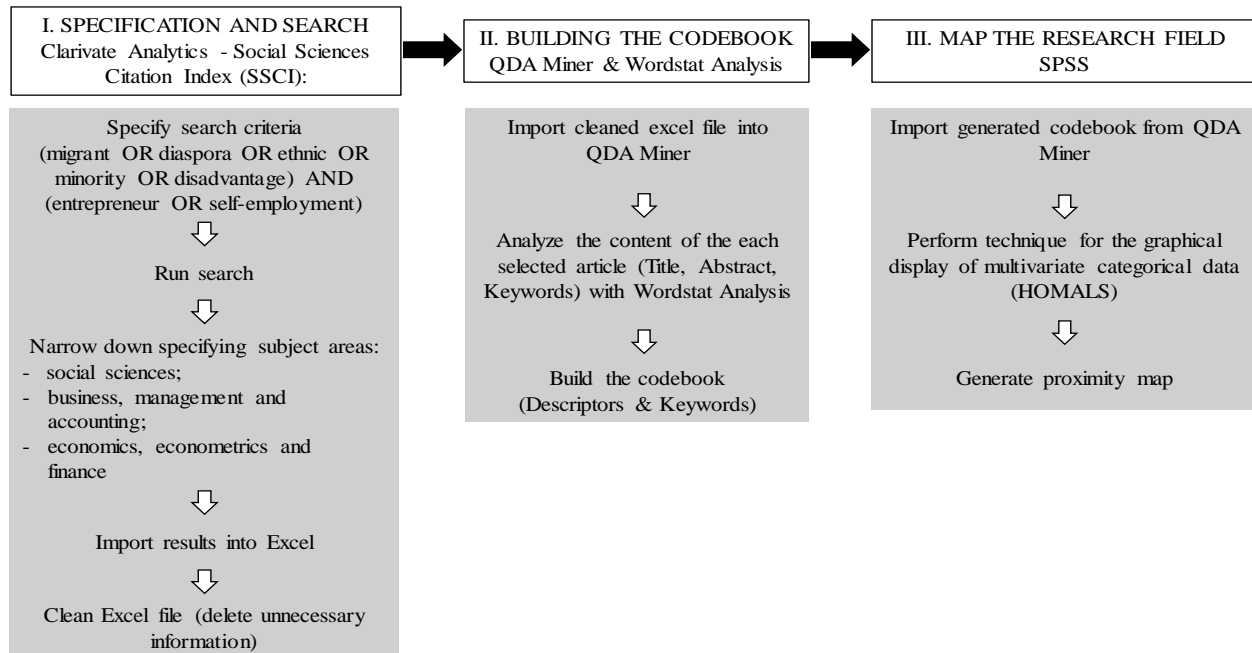 I. SPECIFICATION AND SEARCH
Clarivate Analytics - Social Sciences
Citation Index (SSCI):
Specify search criteria
(migrant OR diaspora OR ethnic OR
minority OR disadvantage) AND
(entrepreneur OR self-employment)
Run search
Narrow down specifying subject areas:
- social sciences;
- business, management and
accounting;
- economics, econometrics and
finance
Import results into Excel
Clean Excel file (delete unnecessary
information)
II. BUILDING THE CODEBOOK
QDA Miner & Wordstat Analysis
Import cleaned excel file into
QDA Miner
Analyze the content of the each
selected article (Title, Abstract,
Keywords) with Wordstat Analysis
Build the codebook
(Descriptors & Keywords)
III. MAP THE RESEARCH FIELD
SPSS
Import generated codebook from QDA
Miner
Perform technique for the graphical
display of multivariate categorical data
(HOMALS)
Generate proximity map